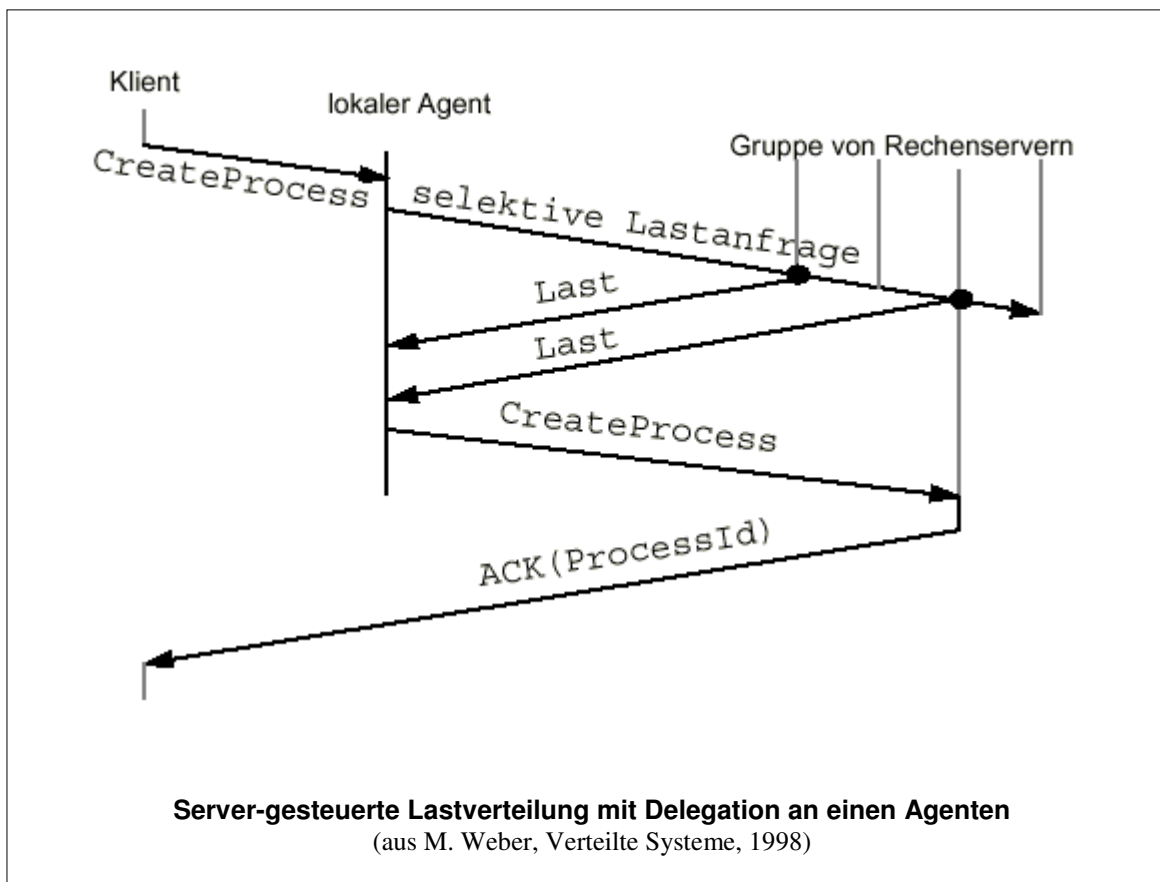 Klient
lokaler Agent
Gruppe von Rechenservern
CreateProcess
selektive Lastanfrage
Last
Last
CreateProcess
ACK(ProcessId)
Server-gesteuerte Lastverteilung mit Delegation an einen Agenten
(aus M. Weber, Verteilte Systeme, 1998)